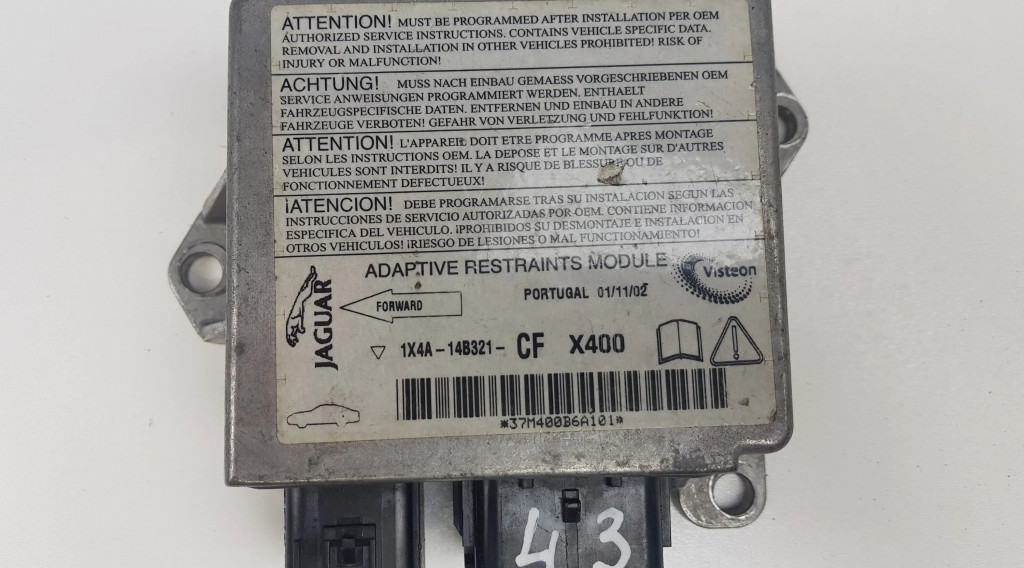 ATTENTION! MUST BE PROGRAMMED AFTER INSTALLATION PER OEM
AUTHORIZED SERVICE INSTRUCTIONS. CONTAINS VEHICLE SPECIFIC DATA.
REMOVAL AND INSTALLATION IN OTHER VEHICLES PROHIBITED! RISK OF
INJURY OR MALFUNCTION!
ACHTUNG! MUSS NACH EINBAU GEMAESS VORGESCHRIEBENEN OEM
SERVICE ANWEISUNGEN PROGRAMMIERT WERDEN. ENTHAELT
FAHRZEUGSPEZIFISCHE DATEN. ENTFERNEN UND EINBAU IN ANDERE
FAHRZEUGE VERBOTEN! GEFAHR VON VERLETZUNG UND FEHLFUNKTION!
ATTENTION! L'APPAREIL DOIT ETRE PROGRAMME APRES MONTAGE
SELON LES INSTRUCTIONS OEM. LA DEPOSE ET LE MONTAGE SUR D'AUTRES
VEHICULES SONT INTERDITS! IL Y A RISQUE DE BLESSURE OU DE
FONCTIONNEMENT DEFECTUEUX!
¡ATENCION! DEBE PROGRAMARSE TRAS SU INSTALACION SEGUN LAS
INSTRUCCIONES DE SERVICIO AUTORIZADAS POR OEM. CONTIENE INFORMACION
ESPECIFICA DEL VEHICULO. ¡PROHIBIDOS SU DESMONTAJE E INSTALACION EN
OTROS VEHICULOS! ¡RIESGO DE LESIONES O MAL FUNCIONAMIENTO!
ADAPTIVE RESTRAINTS MODULE
Visteon
JAGUAR
FORWARD
PORTUGAL 01/11/02
1X4A-14B321- CF X400
*37M400B6A101*
43